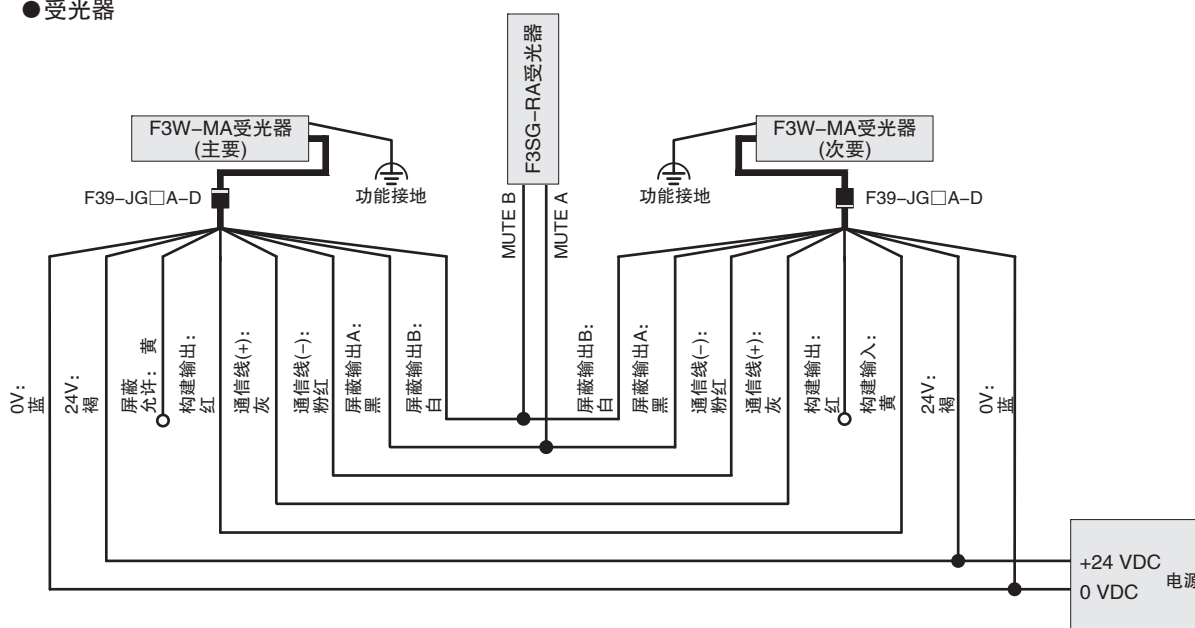 ●受光器
F3SG-RA受光器
F3W-MA受光器
(主要)
F3W-MA受光器
(次要)
功能接地
功能接地
F39-JG□A-D
F39-JG□A-D
MUTE B
MUTE A
0V:
蓝
24V:
褐
屏蔽
允许: 黄
构建输出:
红
通信线(+):
灰
通信线(-):
粉红
屏蔽输出A:
黑
屏蔽输出B:
白
屏蔽输出B:
白
屏蔽输出A:
黑
通信线(-):
粉红
通信线(+):
灰
构建输出:
红
构建输入:
黄
24V:
褐
0V:
蓝
+24 VDC
0 VDC
电源